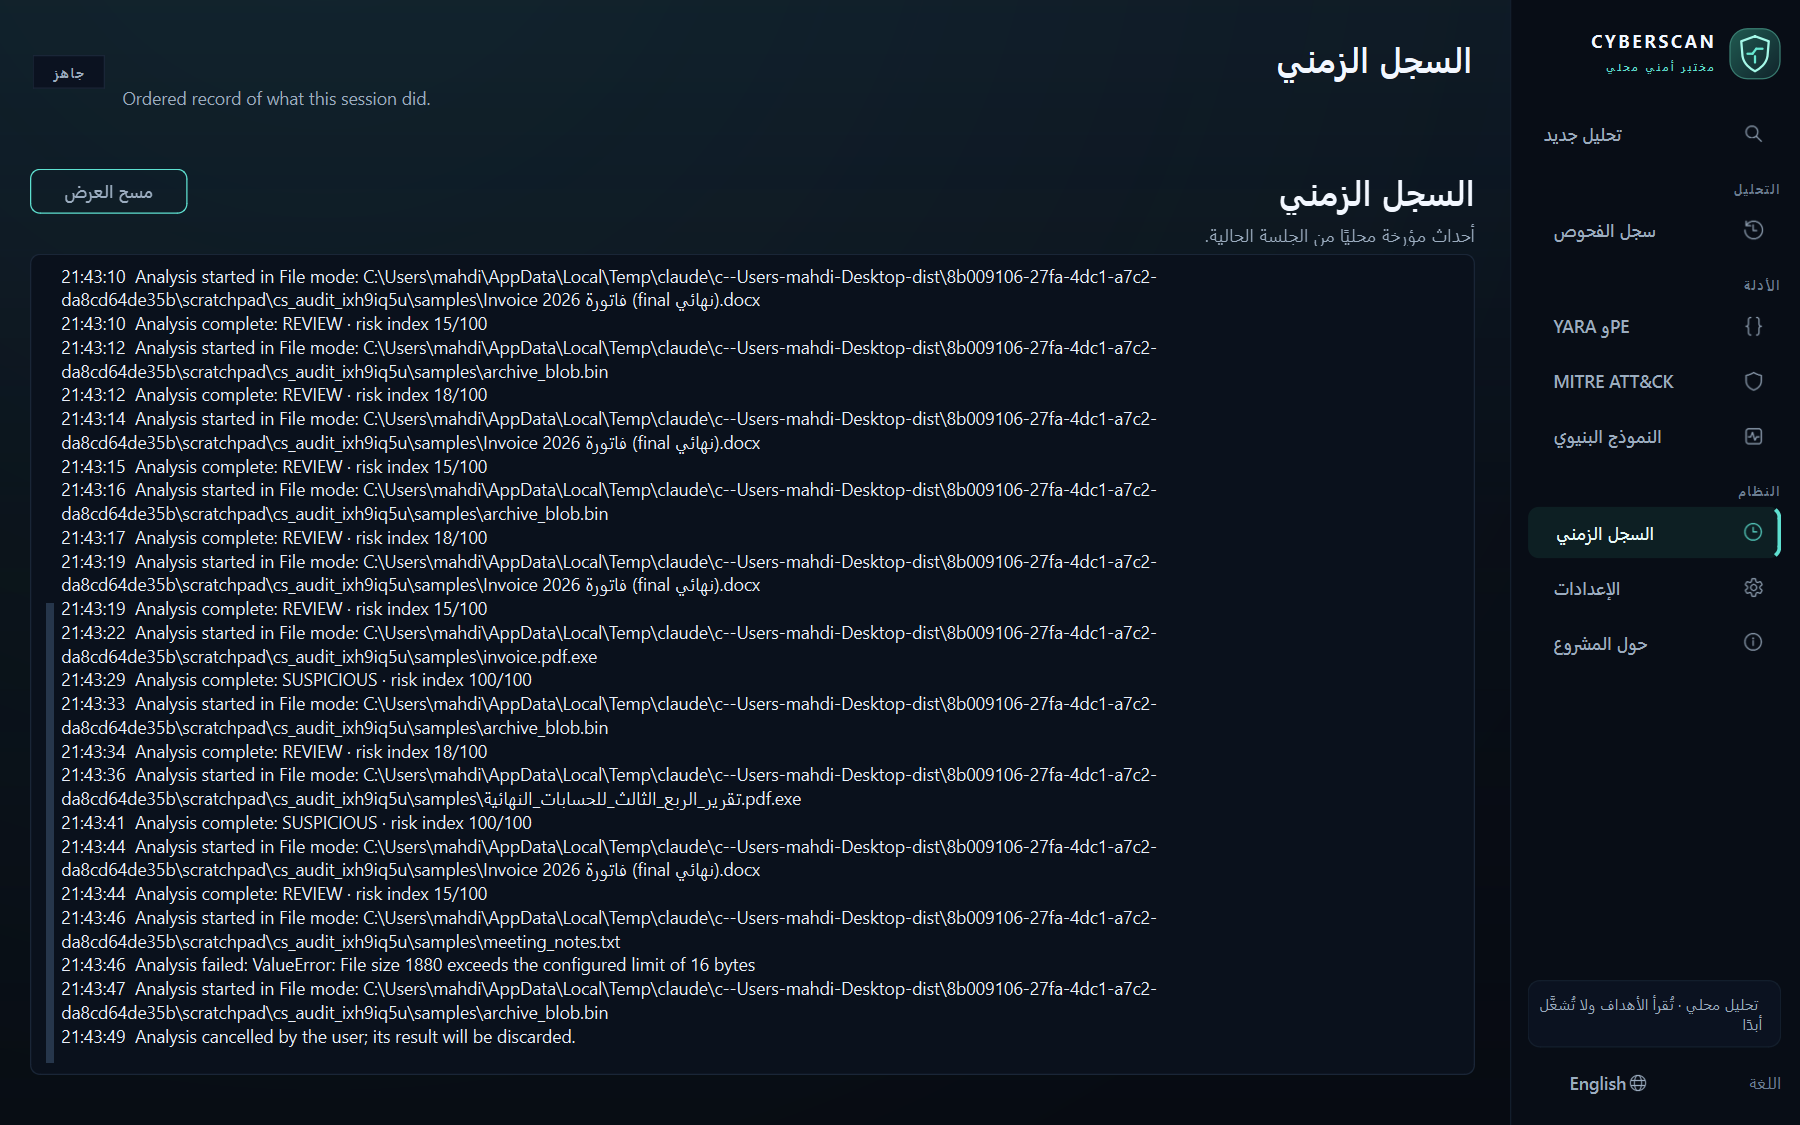 CYBERSCAN
مختبر أمني محلي
تحليل جديد
التحليل
سجل الفحوص
الأدلة
YARA وPE
MITRE ATT&CK
النموذج البنيوي
النظام
السجل الزمني
الإعدادات
حول المشروع
تحليل محلي · تُقرأ الأهداف ولا تُشغَّل
أبدًا
اللغة
English
السجل الزمني
جاهز
Ordered record of what this session did.
السجل الزمني
مسح العرض
أحداث مؤرخة محليًا من الجلسة الحالية.
21:43:10 Analysis started in File mode: C:\Users\mahdi\AppData\Local\Temp\claude\c--Users-mahdi-Desktop-dist\8b009106-27fa-4dc1-a7c2-
da8cd64de35b\scratchpad\cs_audit_ixh9iq5u\samples\Invoice 2026 فاتورة (final نهائي).docx
21:43:10 Analysis complete: REVIEW · risk index 15/100
21:43:12 Analysis started in File mode: C:\Users\mahdi\AppData\Local\Temp\claude\c--Users-mahdi-Desktop-dist\8b009106-27fa-4dc1-a7c2-
da8cd64de35b\scratchpad\cs_audit_ixh9iq5u\samples\archive_blob.bin
21:43:12 Analysis complete: REVIEW · risk index 18/100
21:43:14 Analysis started in File mode: C:\Users\mahdi\AppData\Local\Temp\claude\c--Users-mahdi-Desktop-dist\8b009106-27fa-4dc1-a7c2-
da8cd64de35b\scratchpad\cs_audit_ixh9iq5u\samples\Invoice 2026 فاتورة (final نهائي).docx
21:43:15 Analysis complete: REVIEW · risk index 15/100
21:43:16 Analysis started in File mode: C:\Users\mahdi\AppData\Local\Temp\claude\c--Users-mahdi-Desktop-dist\8b009106-27fa-4dc1-a7c2-
da8cd64de35b\scratchpad\cs_audit_ixh9iq5u\samples\archive_blob.bin
21:43:17 Analysis complete: REVIEW · risk index 18/100
21:43:19 Analysis started in File mode: C:\Users\mahdi\AppData\Local\Temp\claude\c--Users-mahdi-Desktop-dist\8b009106-27fa-4dc1-a7c2-
da8cd64de35b\scratchpad\cs_audit_ixh9iq5u\samples\Invoice 2026 فاتورة (final نهائي).docx
21:43:19 Analysis complete: REVIEW · risk index 15/100
21:43:22 Analysis started in File mode: C:\Users\mahdi\AppData\Local\Temp\claude\c--Users-mahdi-Desktop-dist\8b009106-27fa-4dc1-a7c2-
da8cd64de35b\scratchpad\cs_audit_ixh9iq5u\samples\invoice.pdf.exe
21:43:29 Analysis complete: SUSPICIOUS · risk index 100/100
21:43:33 Analysis started in File mode: C:\Users\mahdi\AppData\Local\Temp\claude\c--Users-mahdi-Desktop-dist\8b009106-27fa-4dc1-a7c2-
da8cd64de35b\scratchpad\cs_audit_ixh9iq5u\samples\archive_blob.bin
21:43:34 Analysis complete: REVIEW · risk index 18/100
21:43:36 Analysis started in File mode: C:\Users\mahdi\AppData\Local\Temp\claude\c--Users-mahdi-Desktop-dist\8b009106-27fa-4dc1-a7c2-
da8cd64de35b\scratchpad\cs_audit_ixh9iq5u\samples\تقرير_الربع_الثالث_للحسابات_النهائية.pdf.exe
21:43:41 Analysis complete: SUSPICIOUS · risk index 100/100
21:43:44 Analysis started in File mode: C:\Users\mahdi\AppData\Local\Temp\claude\c--Users-mahdi-Desktop-dist\8b009106-27fa-4dc1-a7c2-
da8cd64de35b\scratchpad\cs_audit_ixh9iq5u\samples\Invoice 2026 فاتورة (final نهائي).docx
21:43:44 Analysis complete: REVIEW · risk index 15/100
21:43:46 Analysis started in File mode: C:\Users\mahdi\AppData\Local\Temp\claude\c--Users-mahdi-Desktop-dist\8b009106-27fa-4dc1-a7c2-
da8cd64de35b\scratchpad\cs_audit_ixh9iq5u\samples\meeting_notes.txt
21:43:46 Analysis failed: ValueError: File size 1880 exceeds the configured limit of 16 bytes
21:43:47 Analysis started in File mode: C:\Users\mahdi\AppData\Local\Temp\claude\c--Users-mahdi-Desktop-dist\8b009106-27fa-4dc1-a7c2-
da8cd64de35b\scratchpad\cs_audit_ixh9iq5u\samples\archive_blob.bin
21:43:49 Analysis cancelled by the user; its result will be discarded.